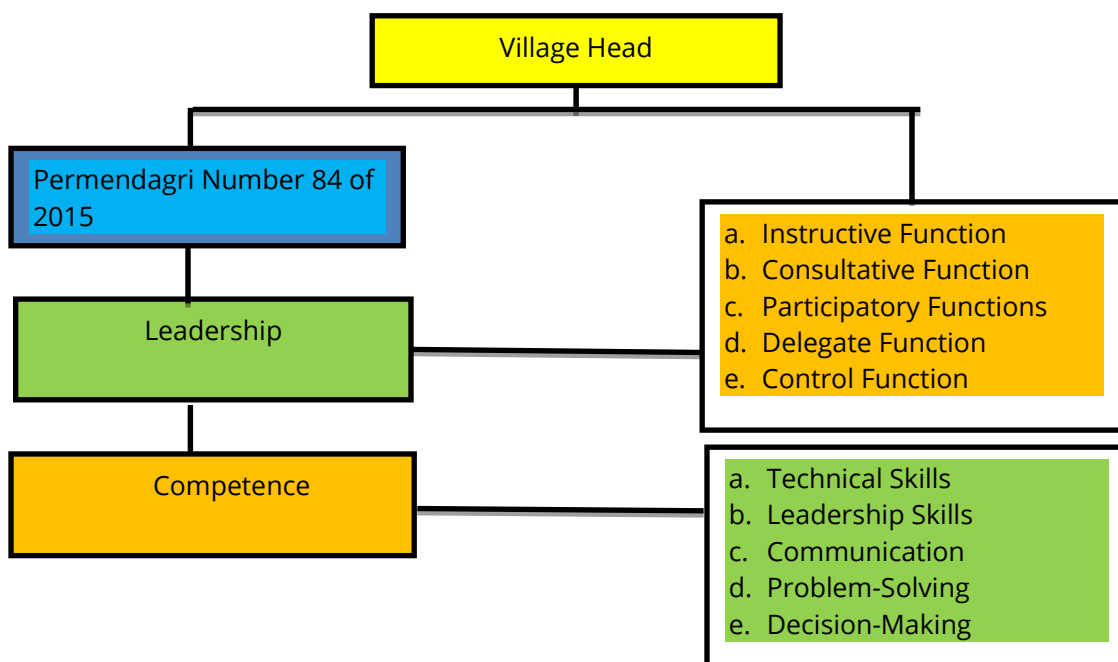 Village Head
Permendagri Number 84 of
2015
Leadership
a. Instructive Function
b. Consultative Function
c. Participatory Functions
d. Delegate Function
e. Control Function
Competence
a. Technical Skills
b. Leadership Skills
c. Communication
d. Problem-Solving
e. Decision-Making